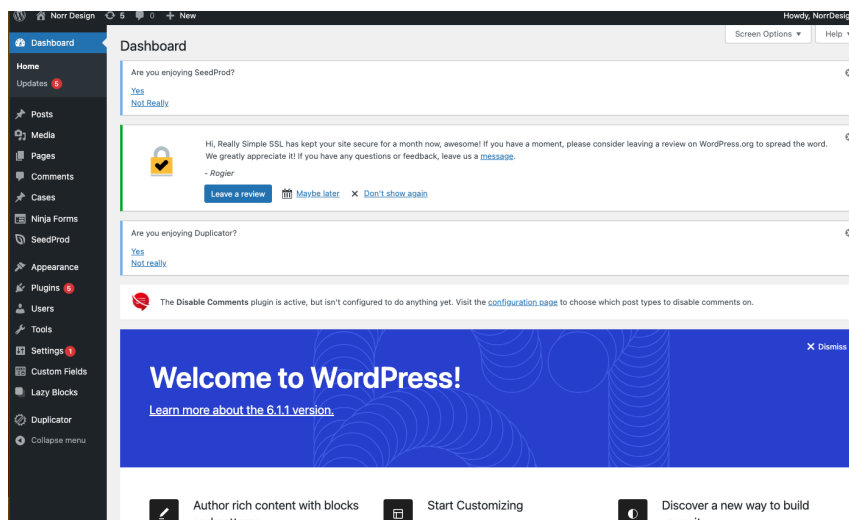 Norr Design 5 0 + New Howdy, NorrDesig
Dashboard
Home
Updates 5
Posts
Media
Pages
Comments
Cases
Ninja Forms
SeedProd
Appearance
Plugins 5
Users
Tools
Settings 1
Custom Fields
Lazy Blocks
Duplicator
Collapse menu
Screen Options ▼ Help
Dashboard
Are you enjoying SeedProd?
Yes
Not Really
Hi, Really Simple SSL has kept your site secure for a month now, awesome! If you have a moment, please consider leaving a review on WordPress.org to spread the word.
We greatly appreciate it! If you have any questions or feedback, leave us a message.
- Rogier
Leave a review Maybe later Don't show again
Are you enjoying Duplicator?
Yes
Not really
The Disable Comments plugin is active, but isn't configured to do anything yet. Visit the configuration page to choose which post types to disable comments on.
Dismiss
Welcome to WordPress!
Learn more about the 6.1.1 version.
Author rich content with blocks
Start Customizing
Discover a new way to build